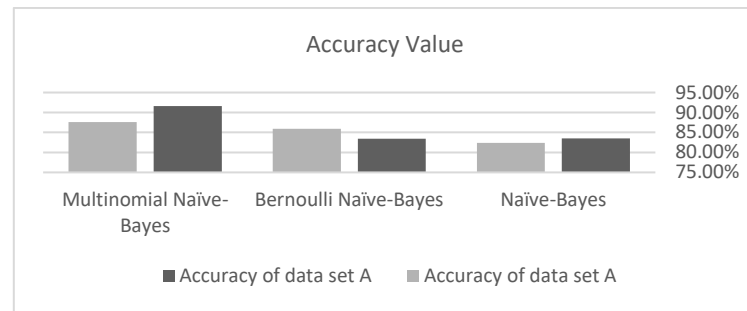 Accuracy Value
95.00%
90.00%
85.00%
80.00%
75.00%
Multinomial Naïve-
Bayes
Bernoulli Naïve-Bayes
Naïve-Bayes
Accuracy of data set A
Accuracy of data set A